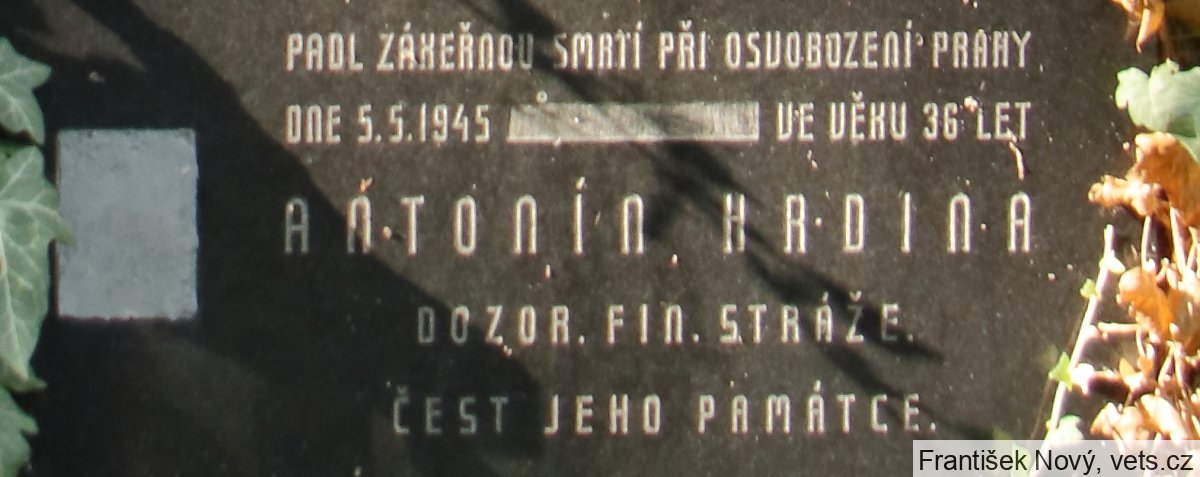 PADL ZÁKEŘNOU SMRTÍ PŘI OSVOBOZENÍ PRAHY
DNE 5.5.1945 VE VĚKU 36 LET
ANTONÍN HRDINA
DOZOR. FIN. STRÁŽE.
ČEST JEHO PAMÁTCE.
František Nový, vets.cz